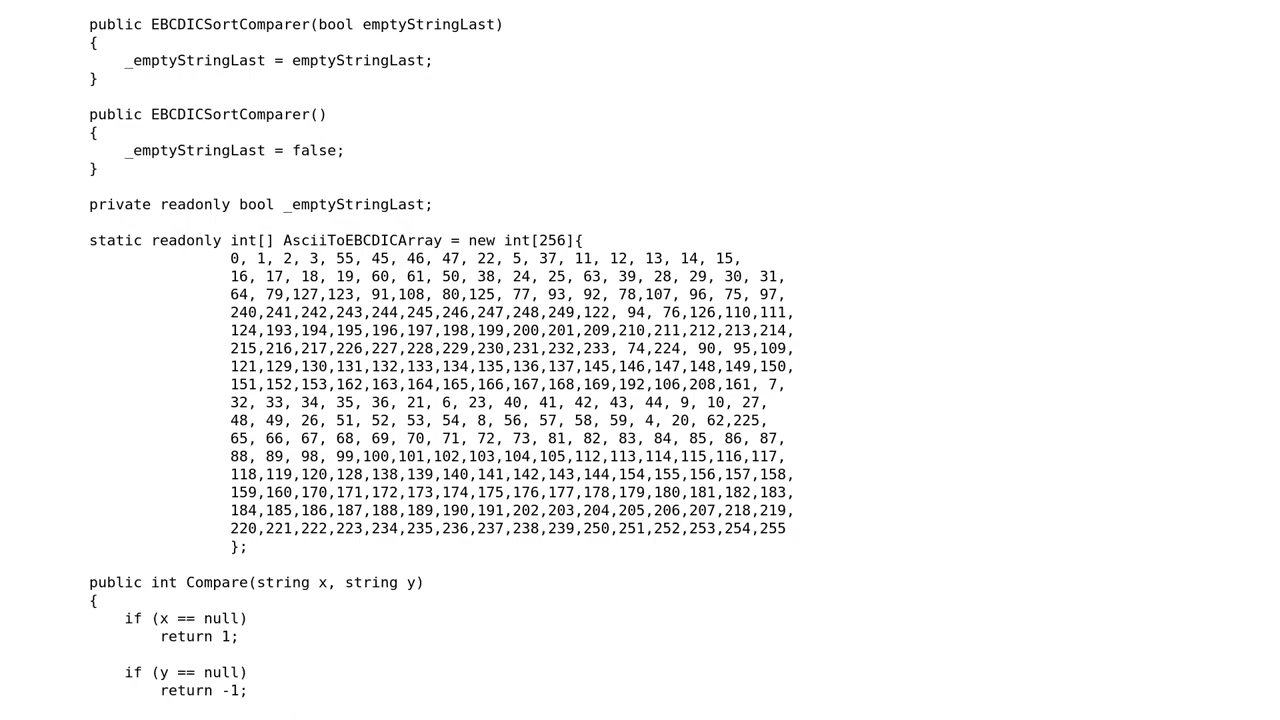 public EBCDICSortComparer(bool emptyStringLast)
{
    _emptyStringLast = emptyStringLast;
}

public EBCDICSortComparer()
{
    _emptyStringLast = false;
}

private readonly bool _emptyStringLast;

static readonly int[] AsciiToEBCDICArray = new int[256]{
                0, 1, 2, 3, 55, 45, 46, 47, 22, 5, 37, 11, 12, 13, 14, 15,
                16, 17, 18, 19, 60, 61, 50, 38, 24, 25, 63, 39, 28, 29, 30, 31,
                64, 79,127,123, 91,108, 80,125, 77, 93, 92, 78,107, 96, 75, 97,
                240,241,242,243,244,245,246,247,248,249,122, 94, 76,126,110,111,
                124,193,194,195,196,197,198,199,200,201,209,210,211,212,213,214,
                215,216,217,226,227,228,229,230,231,232,233, 74,224, 90, 95,109,
                121,129,130,131,132,133,134,135,136,137,145,146,147,148,149,150,
                151,152,153,162,163,164,165,166,167,168,169,192,106,208,161, 7,
                32, 33, 34, 35, 36, 21, 6, 23, 40, 41, 42, 43, 44, 9, 10, 27,
                48, 49, 26, 51, 52, 53, 54, 8, 56, 57, 58, 59, 4, 20, 62,225,
                65, 66, 67, 68, 69, 70, 71, 72, 73, 81, 82, 83, 84, 85, 86, 87,
                88, 89, 98, 99,100,101,102,103,104,105,112,113,114,115,116,117,
                118,119,120,128,138,139,140,141,142,143,144,154,155,156,157,158,
                159,160,170,171,172,173,174,175,176,177,178,179,180,181,182,183,
                184,185,186,187,188,189,190,191,202,203,204,205,206,207,218,219,
                220,221,222,223,234,235,236,237,238,239,250,251,252,253,254,255
                };

public int Compare(string x, string y)
{
    if (x == null)
        return 1;

    if (y == null)
        return -1;